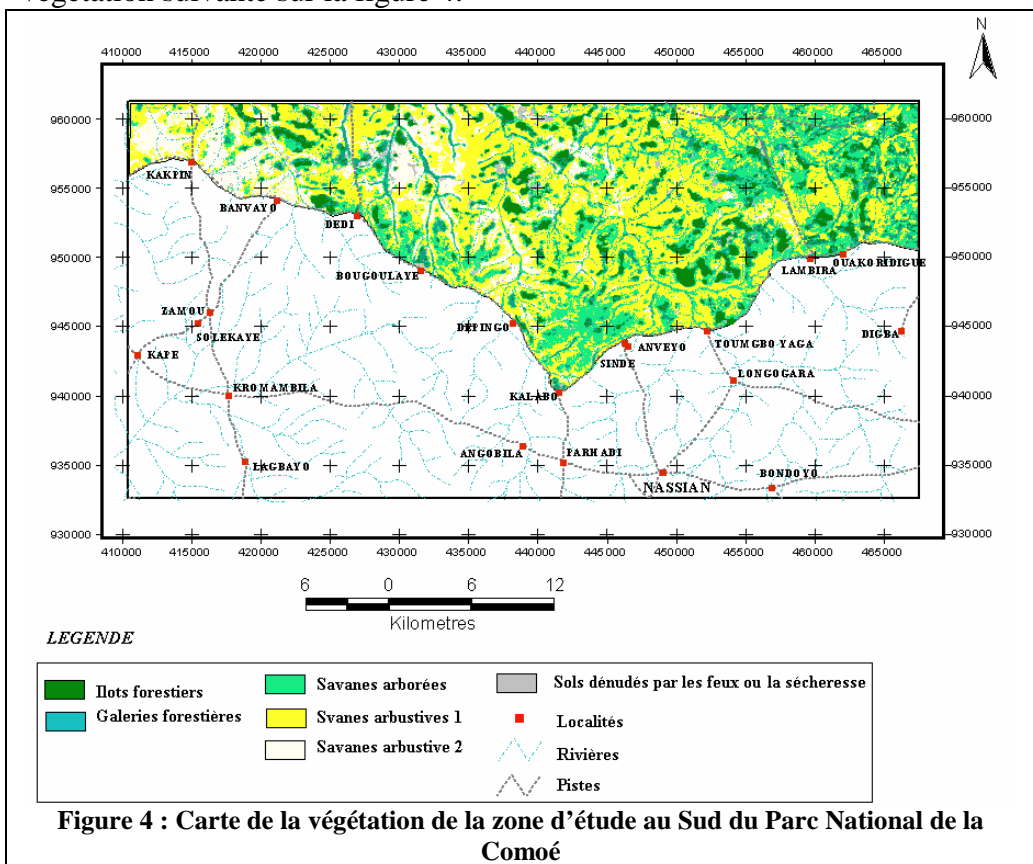 végétation suivante sur la figure 4.
N
410000 415000 420000 425000 430000 435000 440000 445000 450000 455000 460000 465000
960000 960000
KAKPIN
955000 955000
BANVAYO
DEDI
950000 950000
BOUGOULAYE
LAMBIRA
OUAKORIDIGUE
ZAMOU
945000 945000
SOLEKAYE
DEPINGO
ANVEYO
TOUMGBO YAGA
DIGBA
KAPE
SINDE
LONGOGARA
KROMAMBILA
940000 940000
KALABO
ANGOBILA
PARHADI
935000 935000
LAGBAYO
BONDOYO
NASSIAN
930000 930000
410000 415000 420000 425000 430000 435000 440000 445000 450000 455000 460000 465000
6 0 6 12
Kilometres
LEGENDE
Ilots forestiers
Galeries forestières
Savanes arborées
Svanes arbustives 1
Savanes arbustive 2
Sols dénudés par les feux ou la sécheresse
Localités
Rivières
Pistes
Figure 4 : Carte de la végétation de la zone d'étude au Sud du Parc National de la
Comoé